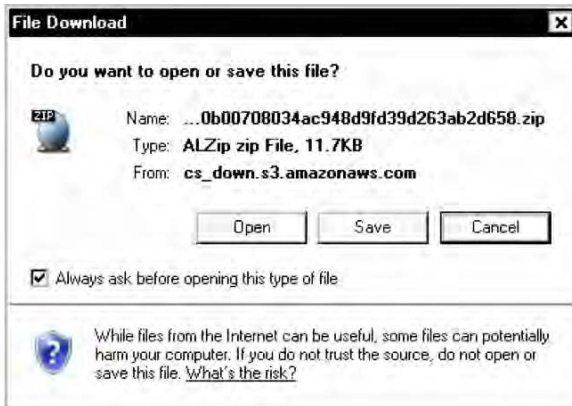 File Download
Do you want to open or save this file?
ZIP
Name: ...0b00708034ac948d9fd39d263ab2d658.zip
Type: ALZip zip File, 11.7KB
From: cs_down.s3.amazonaws.com
Open Save Cancel
Always ask before opening this type of file
While files from the Internet can be useful, some files can potentially
harm your computer. If you do not trust the source, do not open or
save this file. What's the risk?